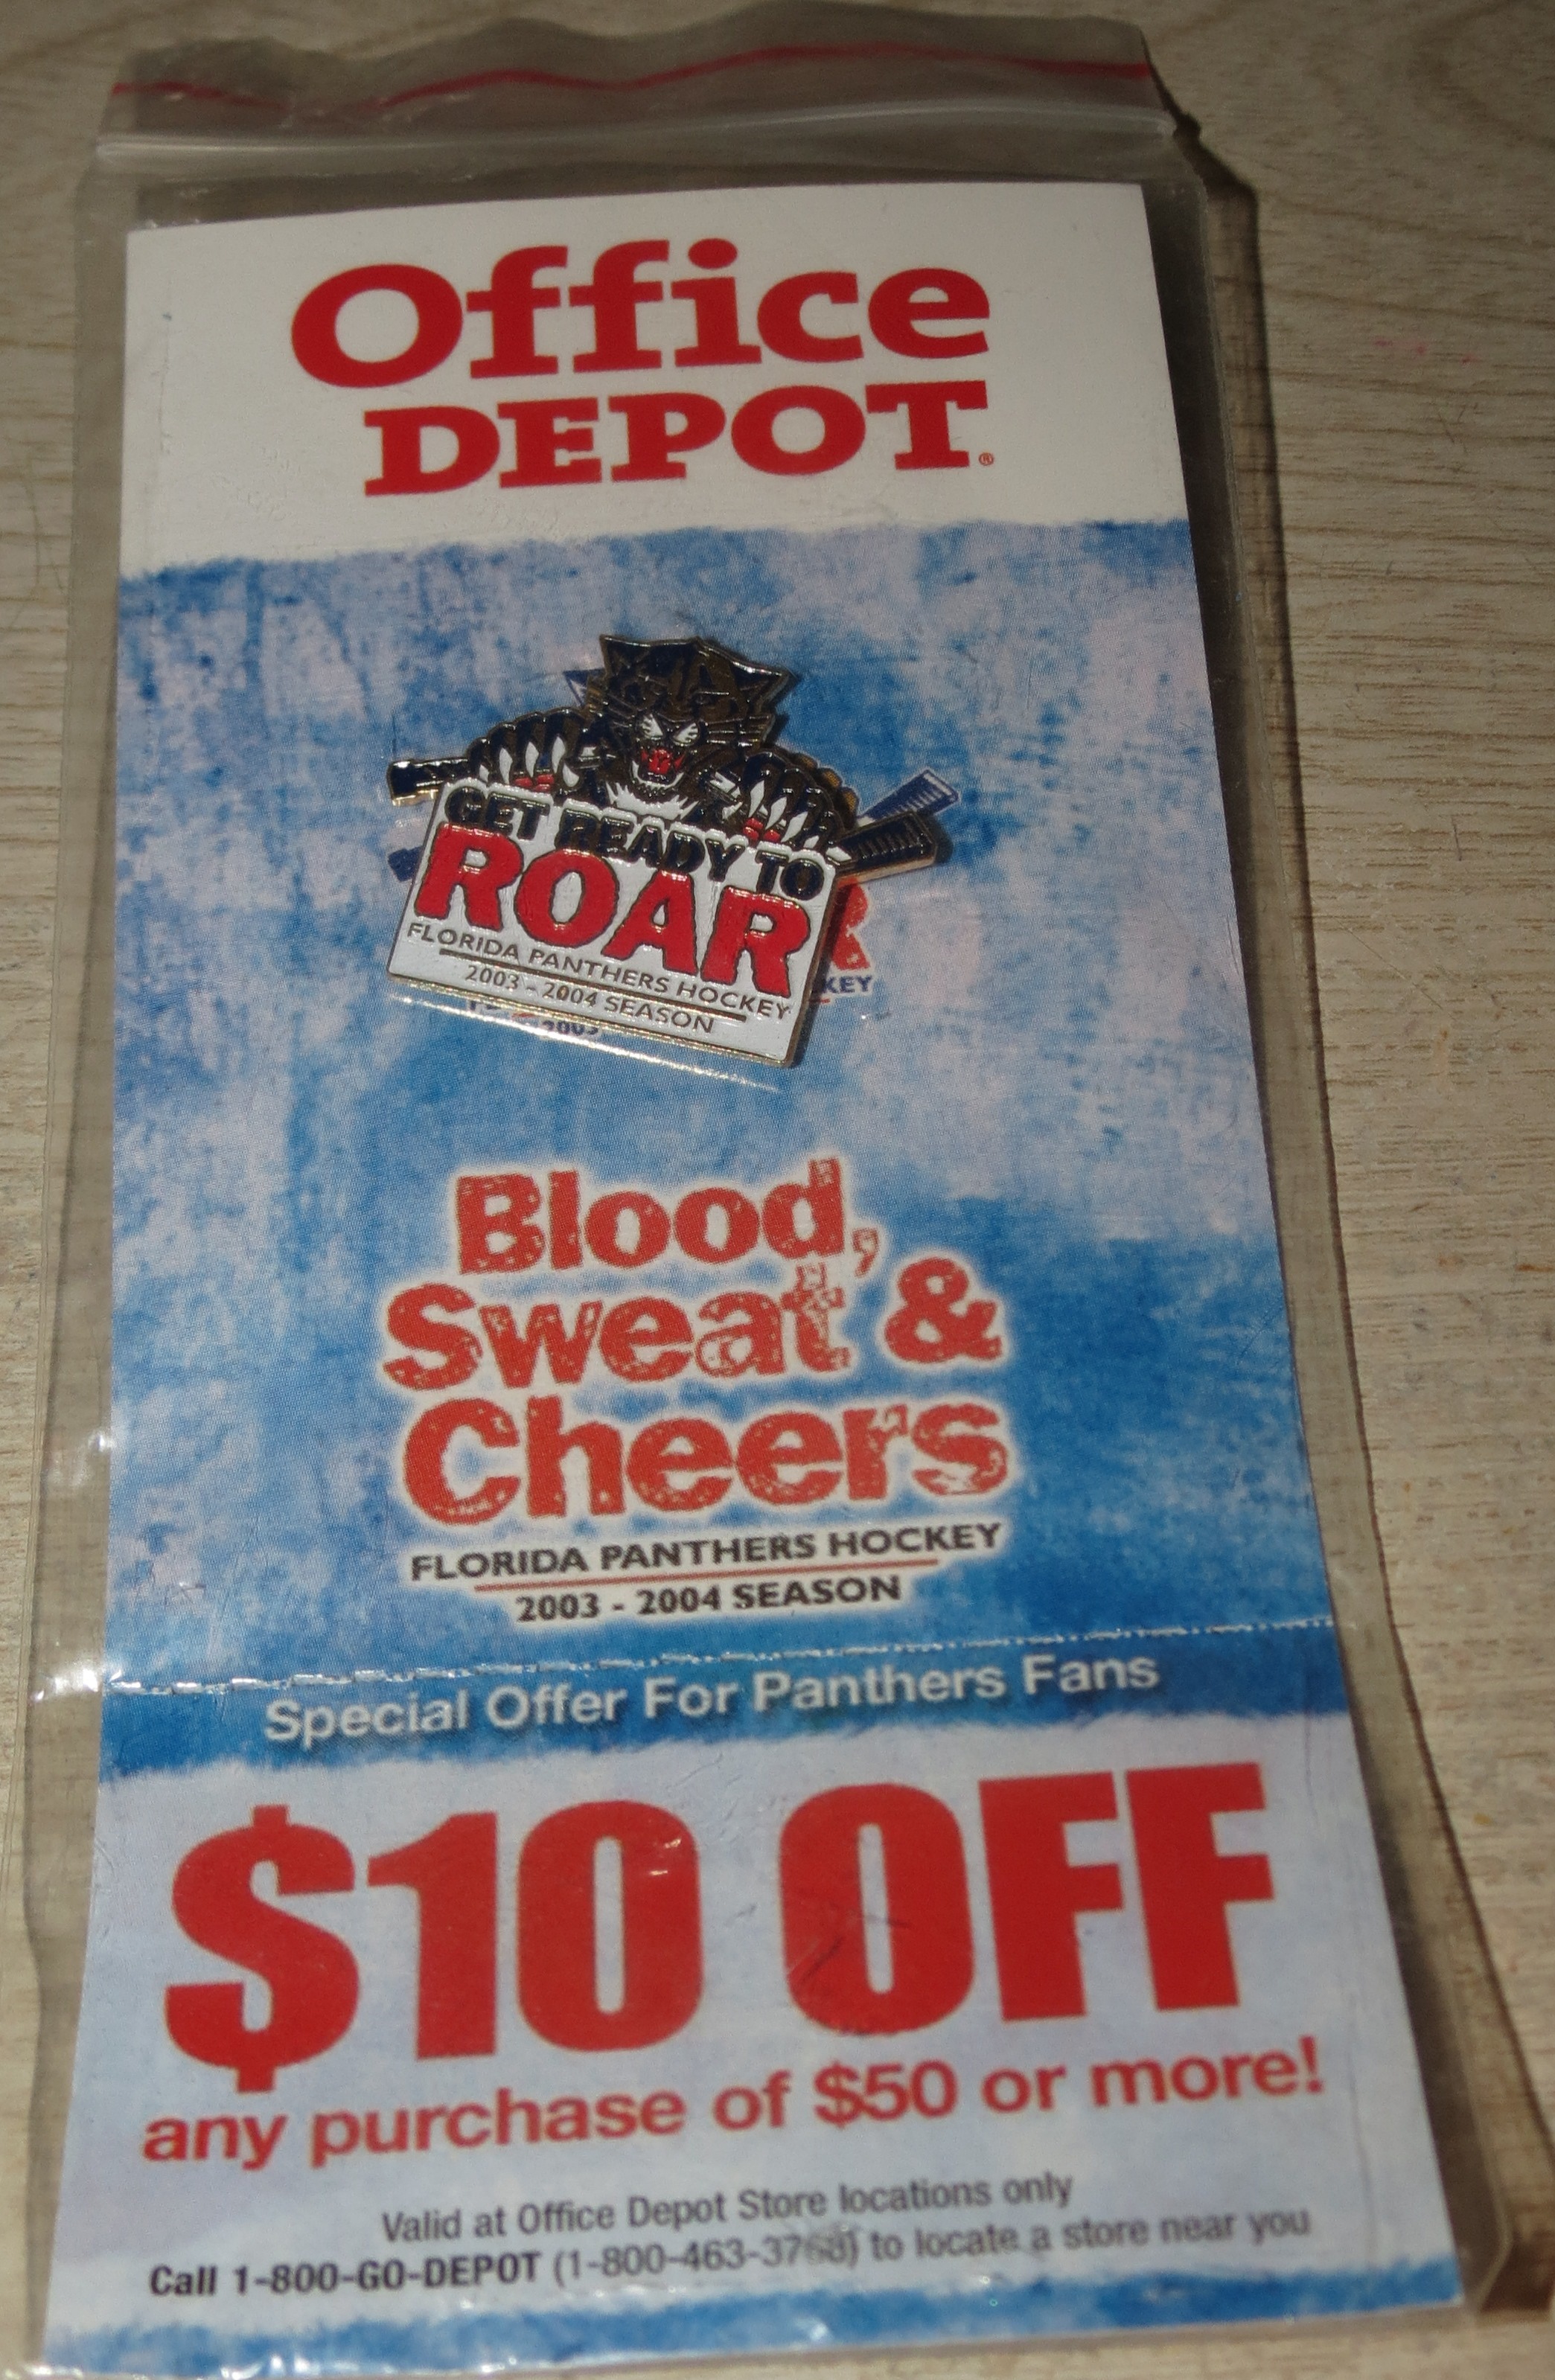 Office
DEPOT®
GET READY TO
ROAR
FLORIDA PANTHERS HOCKEY
2003 - 2004 SEASON
KEY
2003
Blood,
Sweat &
Cheers
FLORIDA PANTHERS HOCKEY
2003 - 2004 SEASON
Special Offer For Panthers Fans
$10 OFF
any purchase of $50 or more!
Valid at Office Depot Store locations only
Call 1-800-GO-DEPOT (1-800-463-3768) to locate a store near you